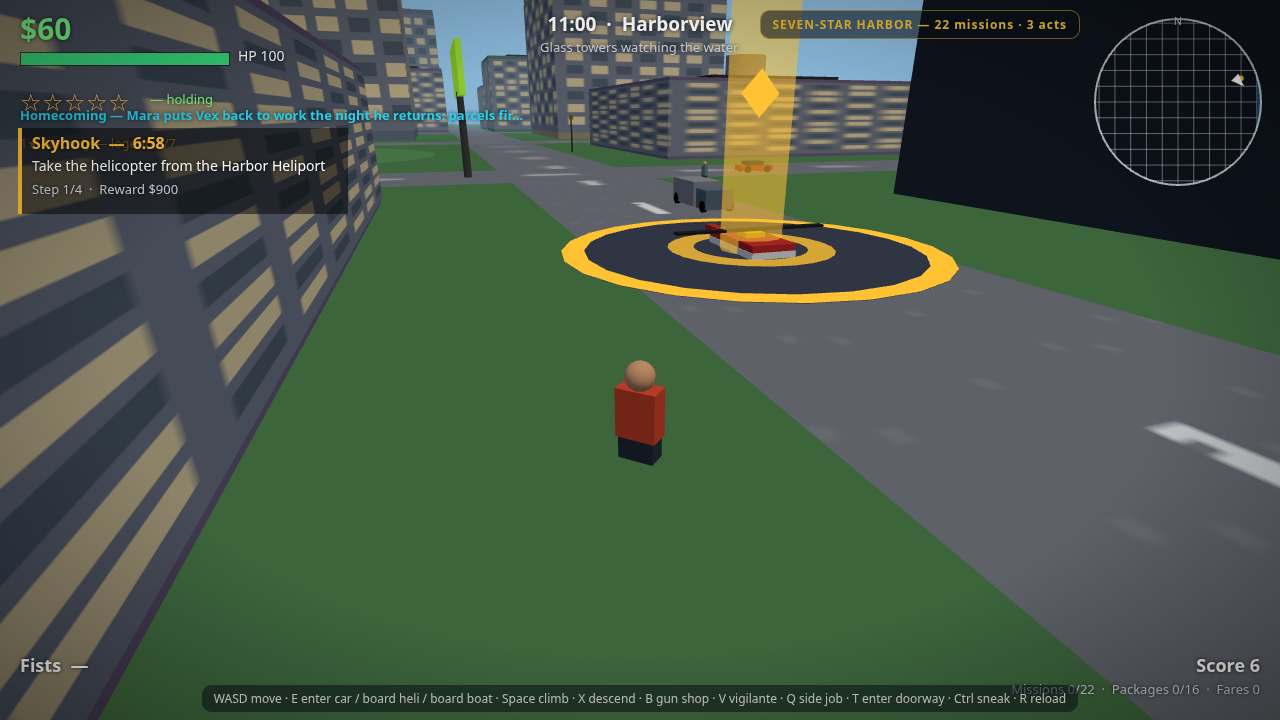 $60
HP 100
☆☆☆☆☆ — holding
Homecoming — Mara puts Vex back to work the night he returns: parcels fir...
Skyhook — 6:58
Take the helicopter from the Harbor Heliport
Step 1/4 · Reward $900
11:00 · Harborview
Glass towers watching the water
SEVEN-STAR HARBOR — 22 missions · 3 acts
N
Fists —
Score 6
Missions 0/22 · Packages 0/16 · Fares 0
WASD move · E enter car / board heli / board boat · Space climb · X descend · B gun shop · V vigilante · Q side job · T enter doorway · Ctrl sneak · R reload